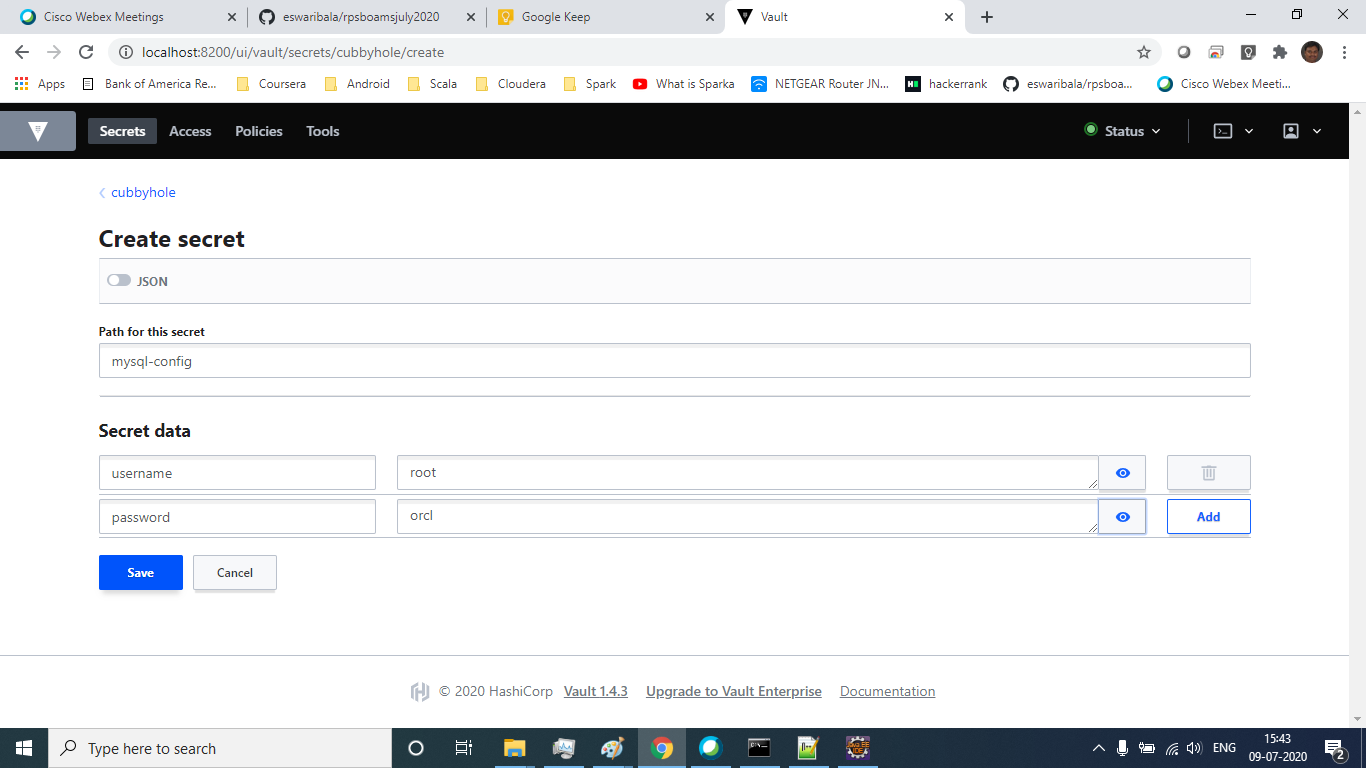 Cisco Webex Meetings
eswaribala/rpsboamsjuly2020
Google Keep
Vault
localhost:8200/ui/vault/secrets/cubbyhole/create
Apps
Bank of America Re...
Coursera
Android
Scala
Cloudera
Spark
What is Sparka
NETGEAR Router JN...
hackerrank
eswaribala/rpsboa...
Cisco Webex Meeti...
Secrets Access Policies Tools
Status
cubbyhole
Create secret
JSON
Path for this secret
mysql-config
Secret data
username root
password orcl Add
Save Cancel
© 2020 HashiCorp Vault 1.4.3 Upgrade to Vault Enterprise Documentation
Type here to search
ENG
15:43
09-07-2020
2